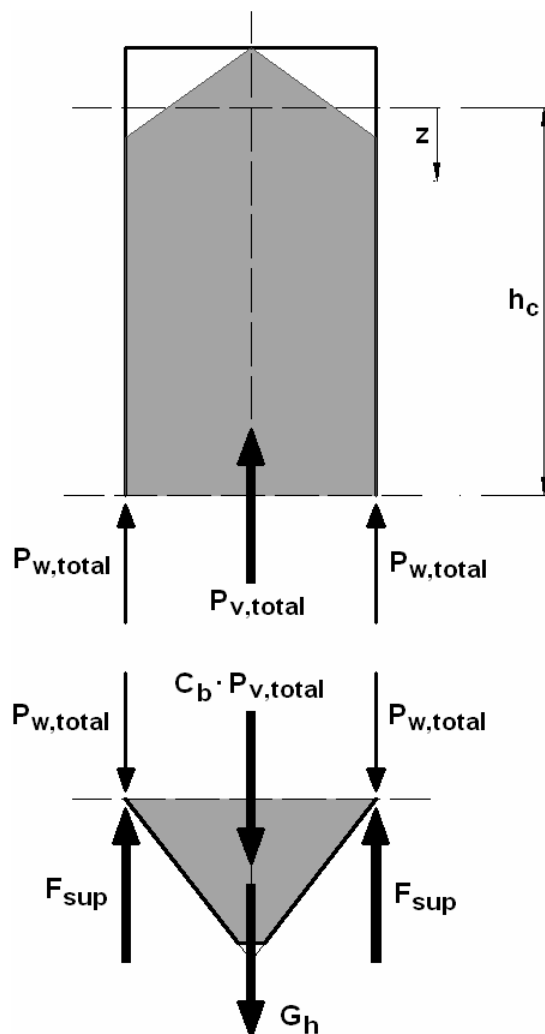 z
h_c
P_w,total
P_w,total
P_v,total
C_b · P_v,total
P_w,total
P_w,total
F_sup
F_sup
G_h